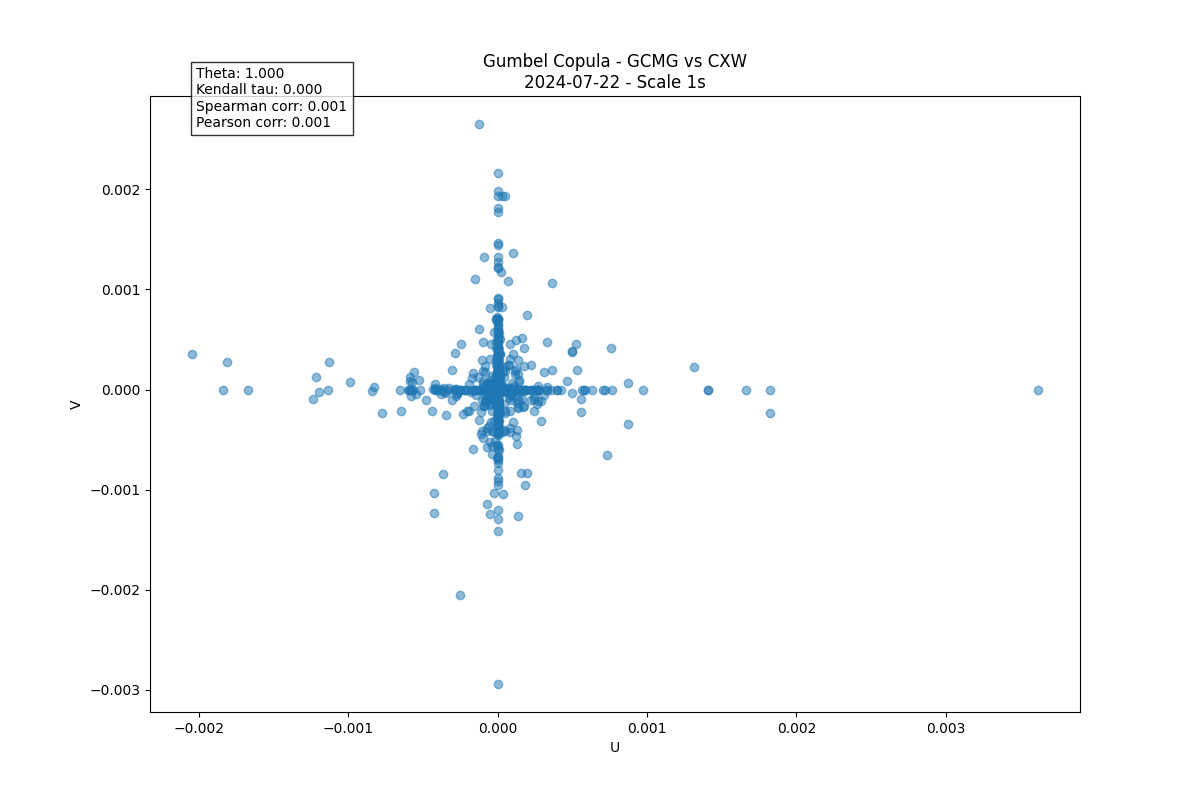 Gumbel Copula - GCMG vs CXW
2024-07-22 - Scale 1s
Theta: 1.000
Kendall tau: 0.000
Spearman corr: 0.001
Pearson corr: 0.001
V
0.002
0.001
0.000
−0.001
−0.002
−0.003
−0.002
−0.001
0.000
0.001
0.002
0.003
U